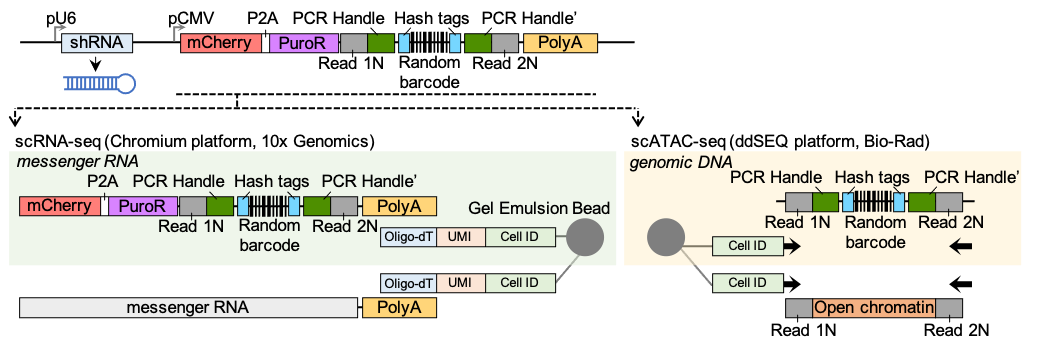 pU6
pCMV
P2A
PCR Handle
Hash tags
PCR Handle’
shRNA
mCherry
PuroR
PolyA
Read 1N
Random
barcode
Read 2N
scRNA-seq (Chromium platform, 10x Genomics)
messenger RNA
P2A
PCR Handle
Hash tags
PCR Handle’
mCherry
PuroR
PolyA
Read 1N
Random
barcode
Read 2N
Gel Emulsion Bead
Oligo-dT
UMI
Cell ID
Oligo-dT
UMI
Cell ID
messenger RNA
PolyA
scATAC-seq (ddSEQ platform, Bio-Rad)
genomic DNA
PCR Handle
Hash tags
PCR Handle’
Read 1N
Random
barcode
Read 2N
Cell ID
Cell ID
Open chromatin
Read 1N
Read 2N